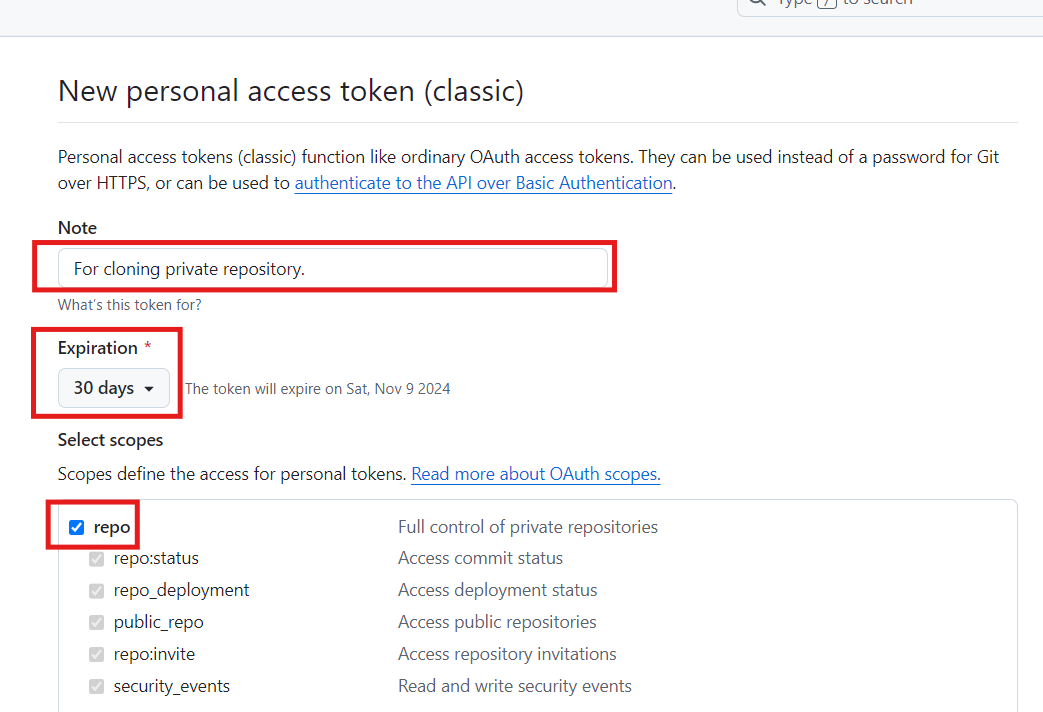 Type / to search
New personal access token (classic)
Personal access tokens (classic) function like ordinary OAuth access tokens. They can be used instead of a password for Git
over HTTPS, or can be used to authenticate to the API over Basic Authentication.
Note
For cloning private repository.
What's this token for?
Expiration *
30 days
The token will expire on Sat, Nov 9 2024
Select scopes
Scopes define the access for personal tokens. Read more about OAuth scopes.
repo Full control of private repositories
repo:status Access commit status
repo_deployment Access deployment status
public_repo Access public repositories
repo:invite Access repository invitations
security_events Read and write security events